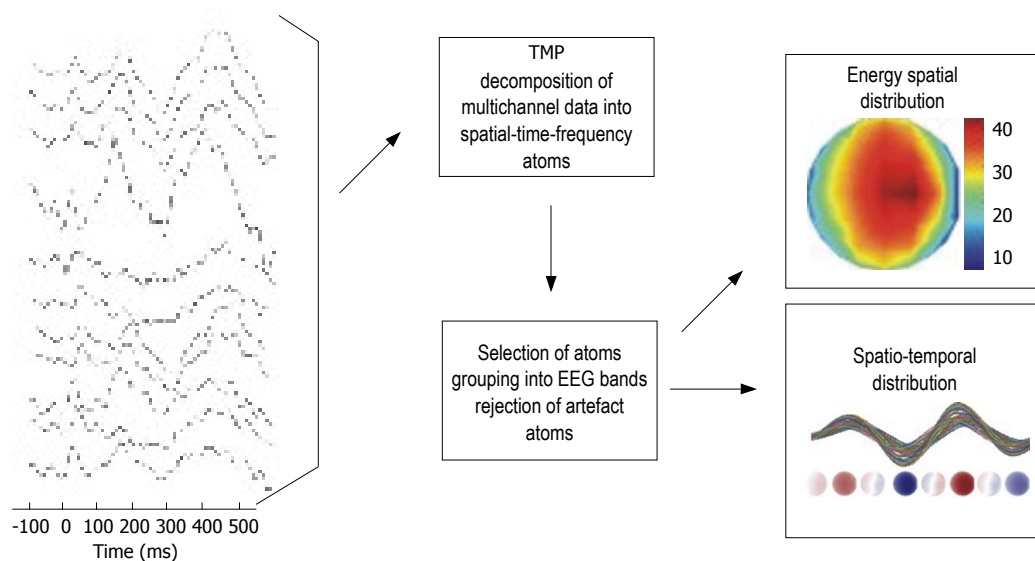 -100 0 100 200 300 400 500
Time (ms)
TMP
decomposition of
multichannel data into
spatial-time-frequency
atoms
Selection of atoms
grouping into EEG bands
rejection of artefact
atoms
Energy spatial
distribution
40
30
20
10
Spatio-temporal
distribution